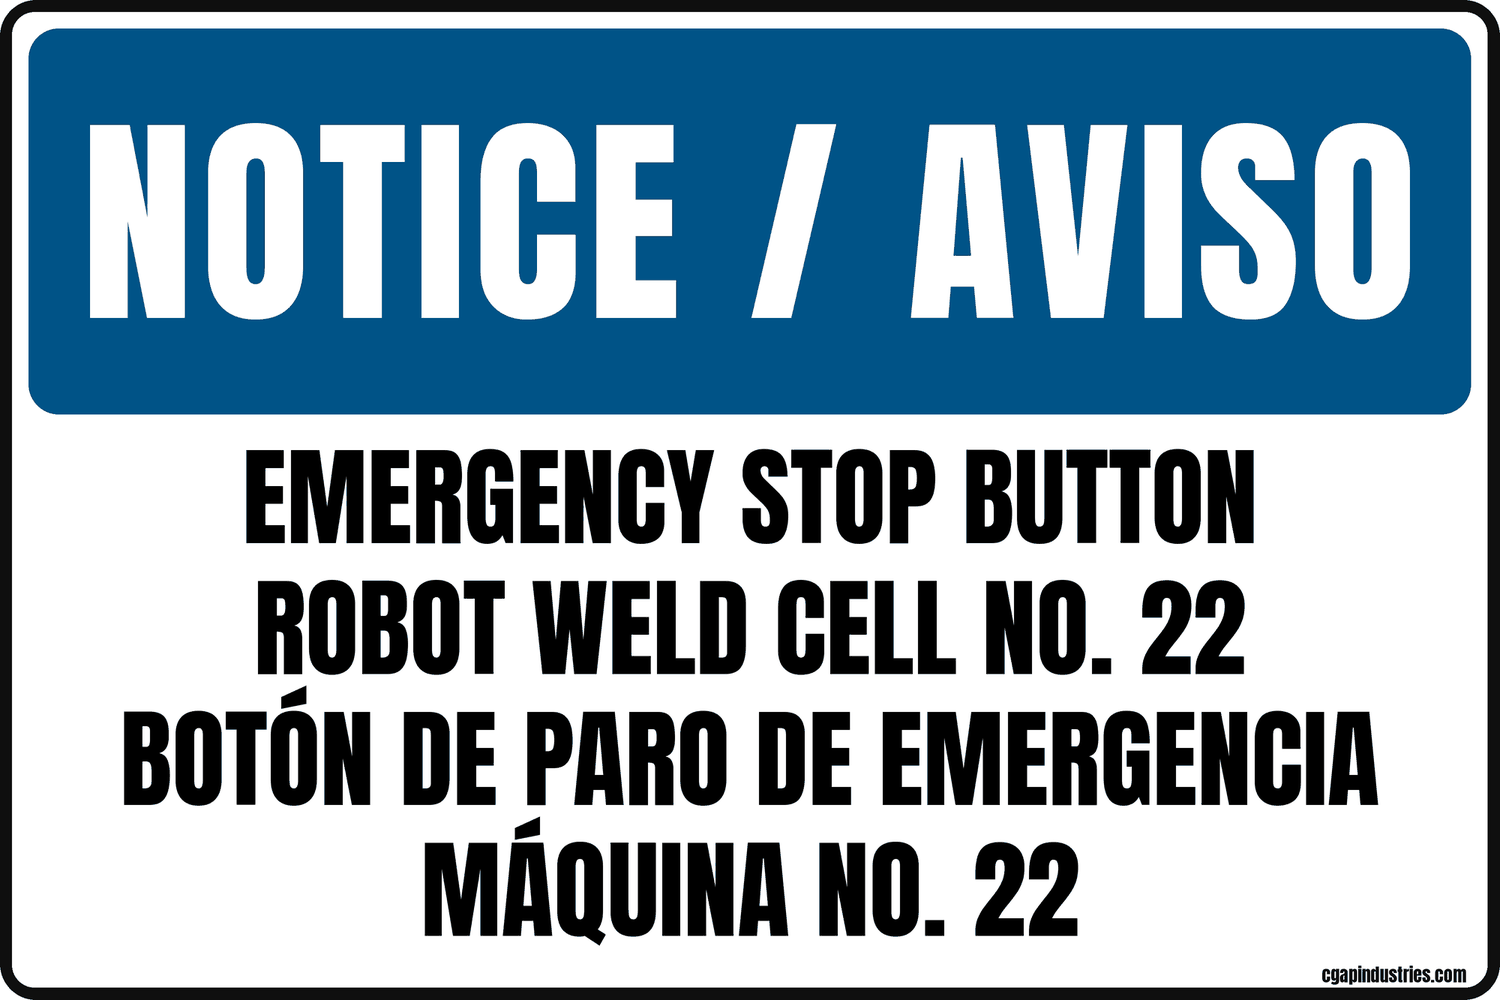 NOTICE / AVISO
EMERGENCY STOP BUTTON
ROBOT WELD CELL NO. 22
BOTÓN DE PARO DE EMERGENCIA
MÁQUINA NO. 22
cgapindustries.com